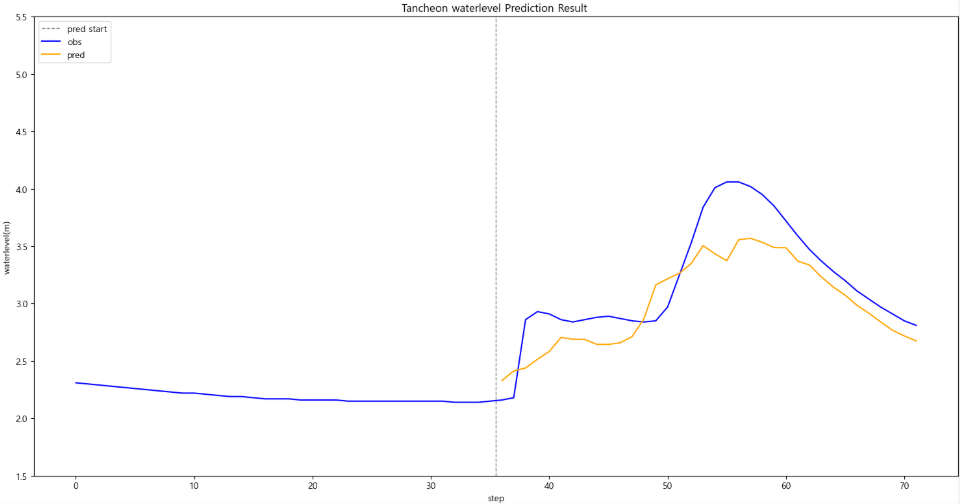 Tancheon waterlevel Prediction Result
pred start
obs
pred
waterlevel(m)
5.5
5.0
4.5
4.0
3.5
3.0
2.5
2.0
1.5
0 10 20 30 40 50 60 70
step